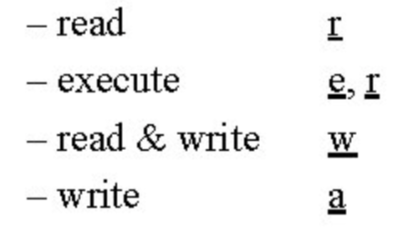 – read r
– execute e, r
– read & write w
– write a